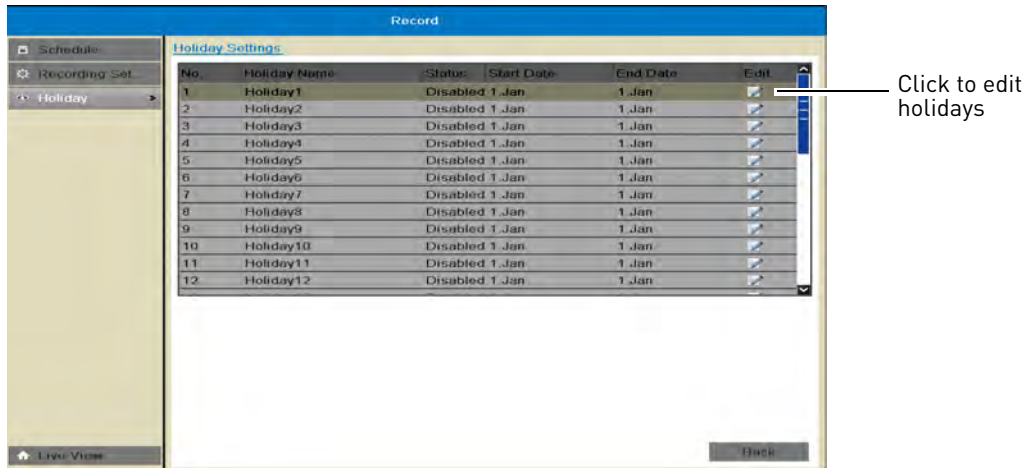 Record
Schedule
Recording Set..
Holiday
Holiday Settings
No. Holiday Name Status Start Date End Date Edit
1 Holiday1 Disabled 1.Jan 1.Jan
2 Holiday2 Disabled 1.Jan 1.Jan
3 Holiday3 Disabled 1.Jan 1.Jan
4 Holiday4 Disabled 1.Jan 1.Jan
5 Holiday5 Disabled 1.Jan 1.Jan
6 Holiday6 Disabled 1.Jan 1.Jan
7 Holiday7 Disabled 1.Jan 1.Jan
8 Holiday8 Disabled 1.Jan 1.Jan
9 Holiday9 Disabled 1.Jan 1.Jan
10 Holiday10 Disabled 1.Jan 1.Jan
11 Holiday11 Disabled 1.Jan 1.Jan
12 Holiday12 Disabled 1.Jan 1.Jan
Live View
Back
Click to edit
holidays